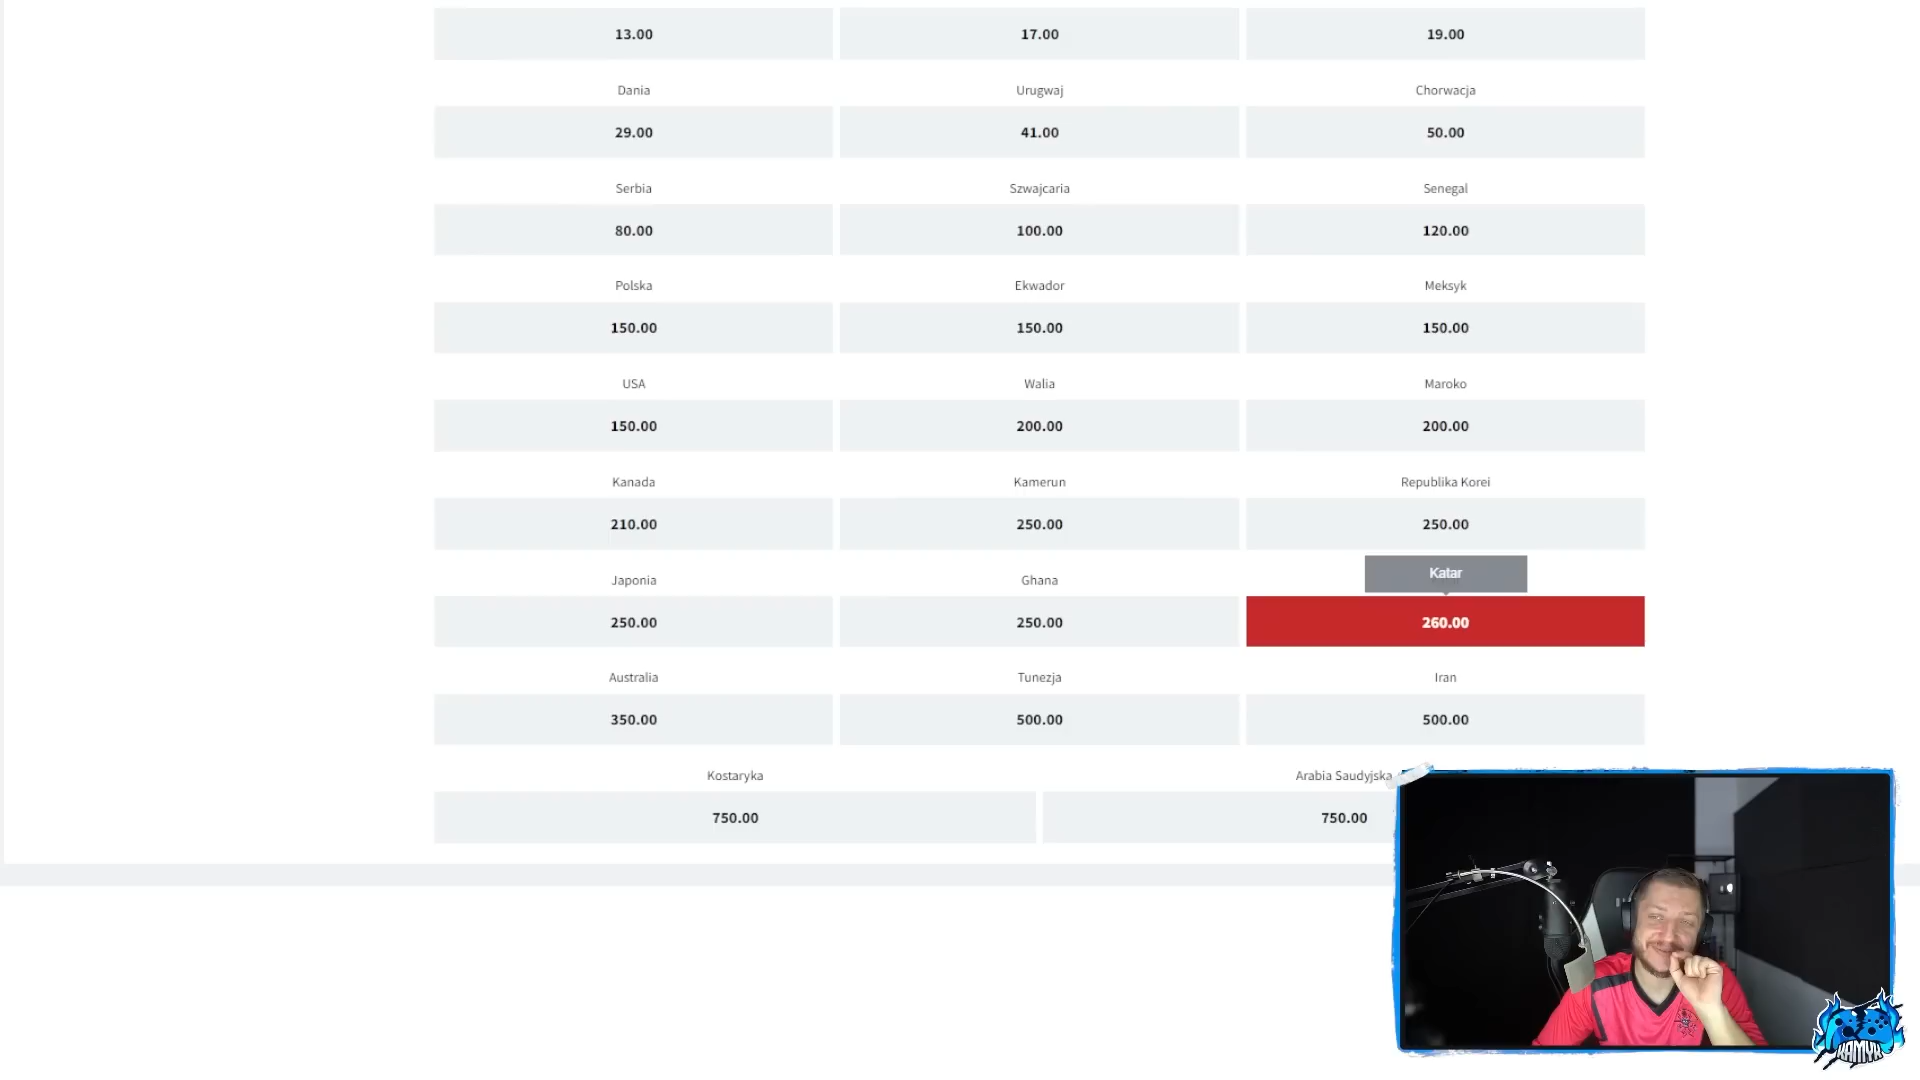 13.00 17.00 19.00
Dania Urugwaj Chorwacja
29.00 41.00 50.00
Serbia Szwajcaria Senegal
80.00 100.00 120.00
Polska Ekwador Meksyk
150.00 150.00 150.00
USA Walia Maroko
150.00 200.00 200.00
Kanada Kamerun Republika Korei
210.00 250.00 250.00
Japonia Ghana Katar
250.00 250.00 260.00
Australia Tunezja Iran
350.00 500.00 500.00
Kostaryka Arabia Saudyjska
750.00 750.00
KAMYK